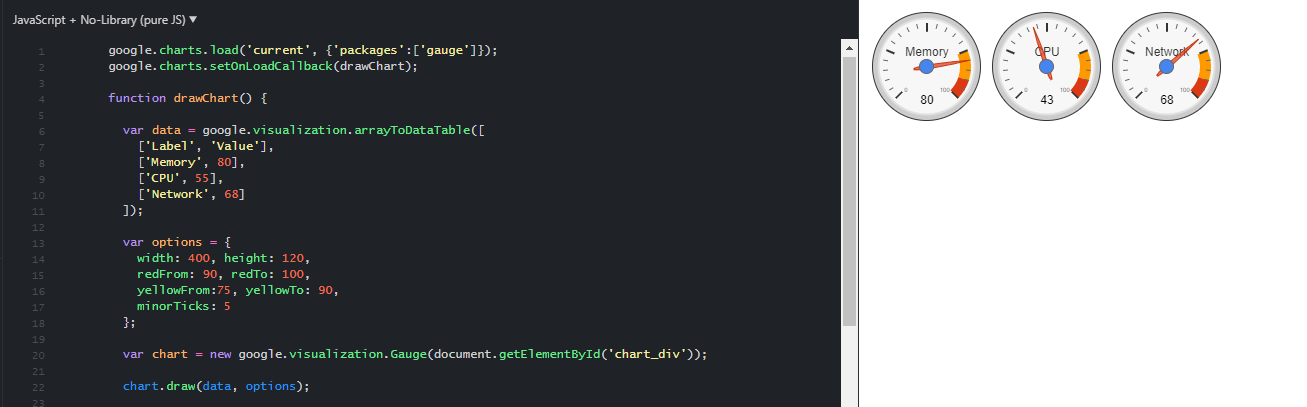 JavaScript + No-Library (pure JS) ▼
1 google.charts.load('current', {'packages':['gauge']});
2 google.charts.setOnLoadCallback(drawChart);
3
4 function drawChart() {
5
6 var data = google.visualization.arrayToDataTable([
7 ['Label', 'Value'],
8 ['Memory', 80],
9 ['CPU', 55],
10 ['Network', 68]
11 ]);
12
13 var options = {
14 width: 400, height: 120,
15 redFrom: 90, redTo: 100,
16 yellowFrom:75, yellowTo: 90,
17 minorTicks: 5
18 };
19
20 var chart = new google.visualization.Gauge(document.getElementById('chart_div'));
21
22 chart.draw(data, options);
23
Memory
0 100
80
CPU
0 100
43
Network
0 100
68